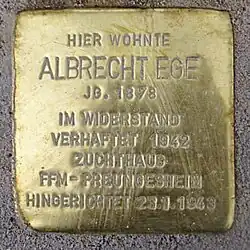 HIER WOHNTE
ALBRECHT EGE
JG. 1878
IM WIDERSTAND
VERHAFTET 1942
ZUCHTHAUS
FFM-PREUNGESHEIM
HINGERICHTET 28.1.1943